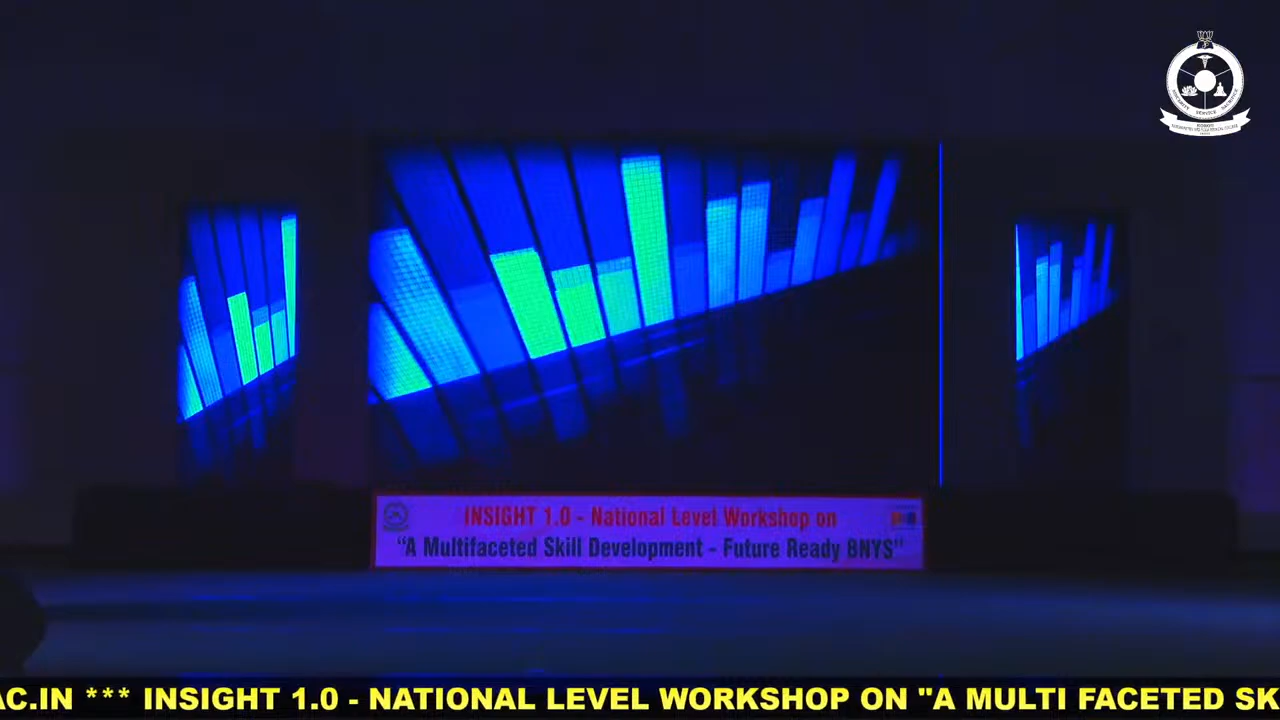 INSIGHT 1.0 - National Level Workshop on
"A Multifaceted Skill Development - Future Ready BNYS"
AC.IN *** INSIGHT 1.0 - NATIONAL LEVEL WORKSHOP ON "A MULTI FACETED SK